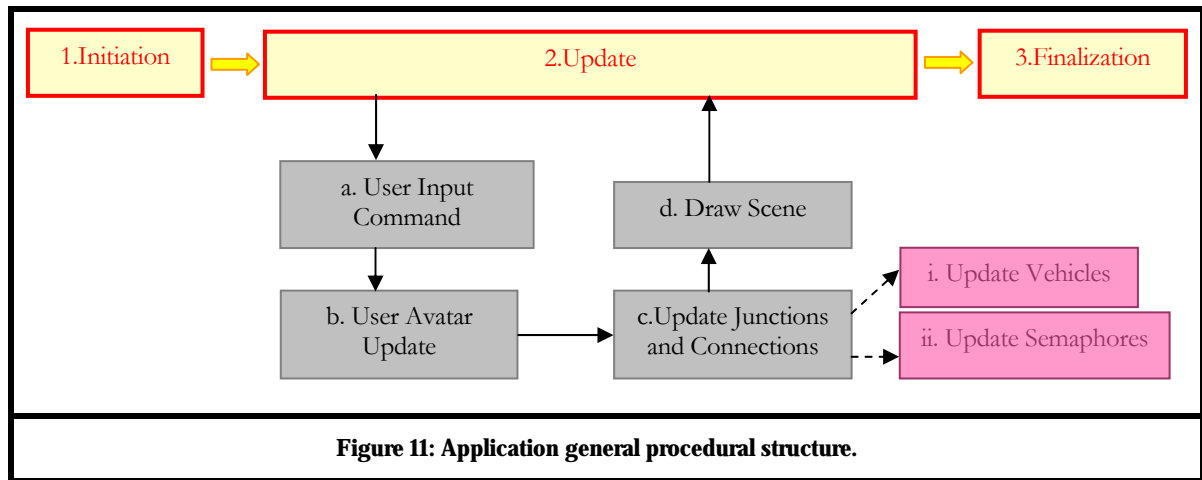 1.Initiation
2.Update
3.Finalization
a. User Input
Command
d. Draw Scene
i. Update Vehicles
b. User Avatar
Update
c.Update Junctions
and Connections
ii. Update Semaphores
Figure 11: Application general procedural structure.